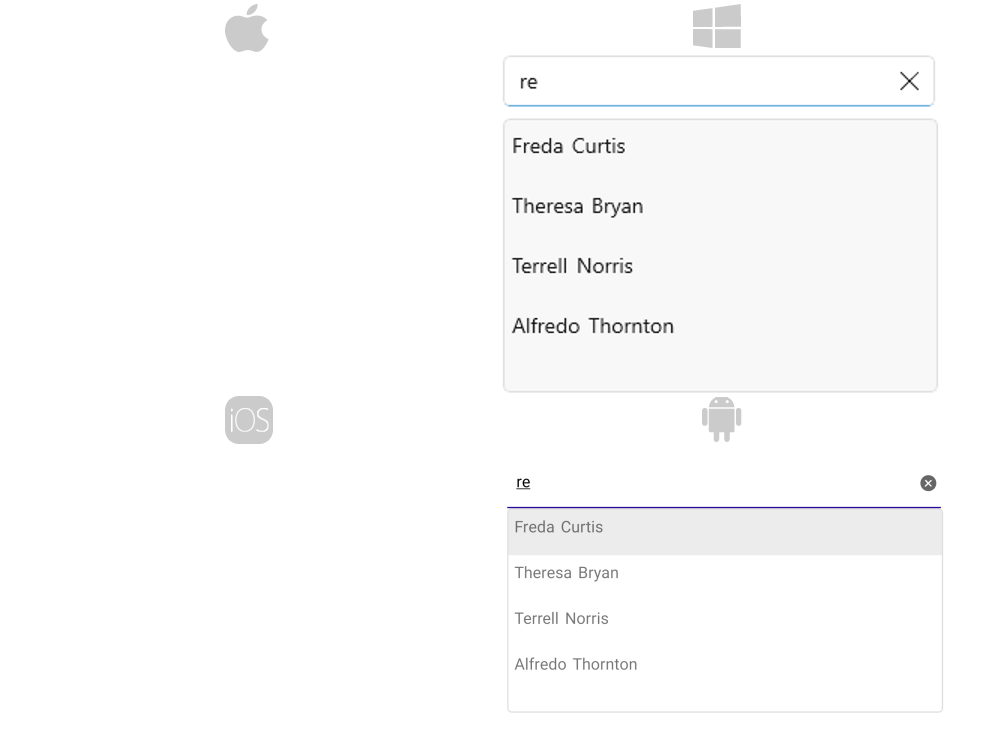 re
Freda Curtis
Theresa Bryan
Terrell Norris
Alfredo Thornton
iOS
re
Freda Curtis
Theresa Bryan
Terrell Norris
Alfredo Thornton